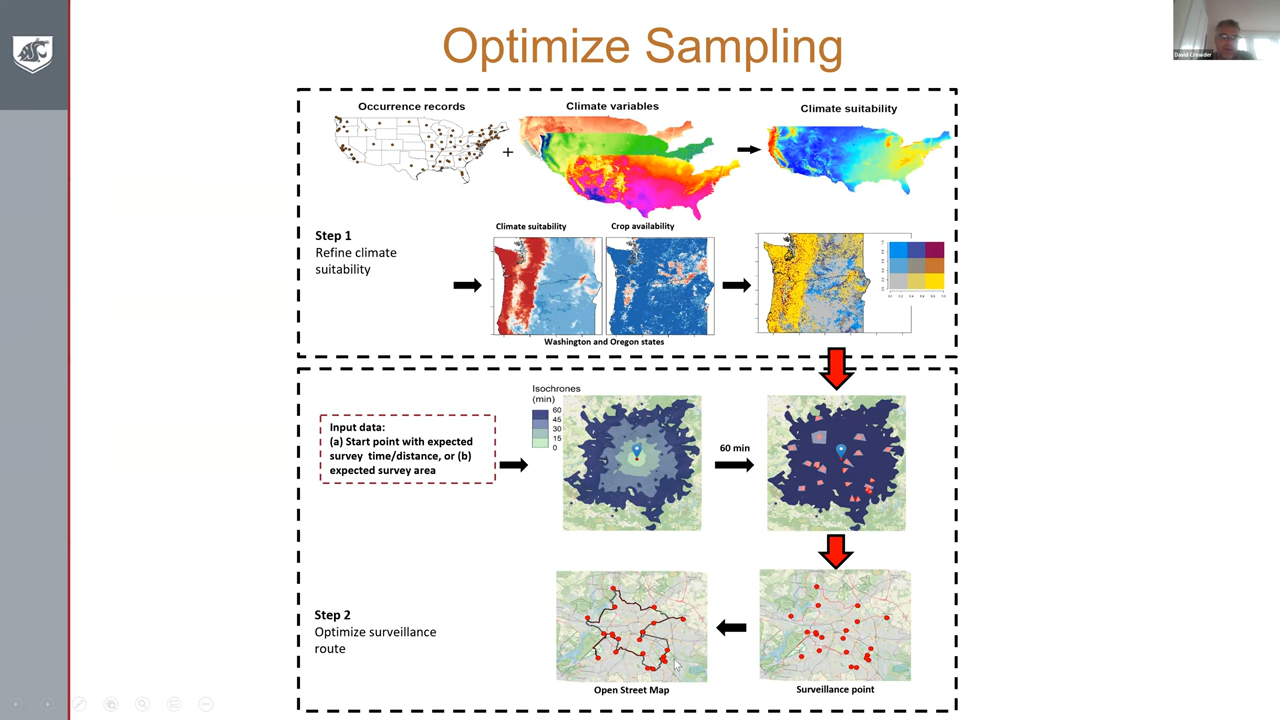 Optimize Sampling
David Crowder
Occurrence records
Climate variables
Climate suitability
+
Step 1
Refine climate
suitability
Climate suitability
Crop availability
Washington and Oregon states
Isochrones
(min)
60
45
30
15
0
Input data:
(a) Start point with expected
survey time/distance, or (b)
expected survey area
60 min
Step 2
Optimize surveillance
route
Open Street Map
Surveillance point